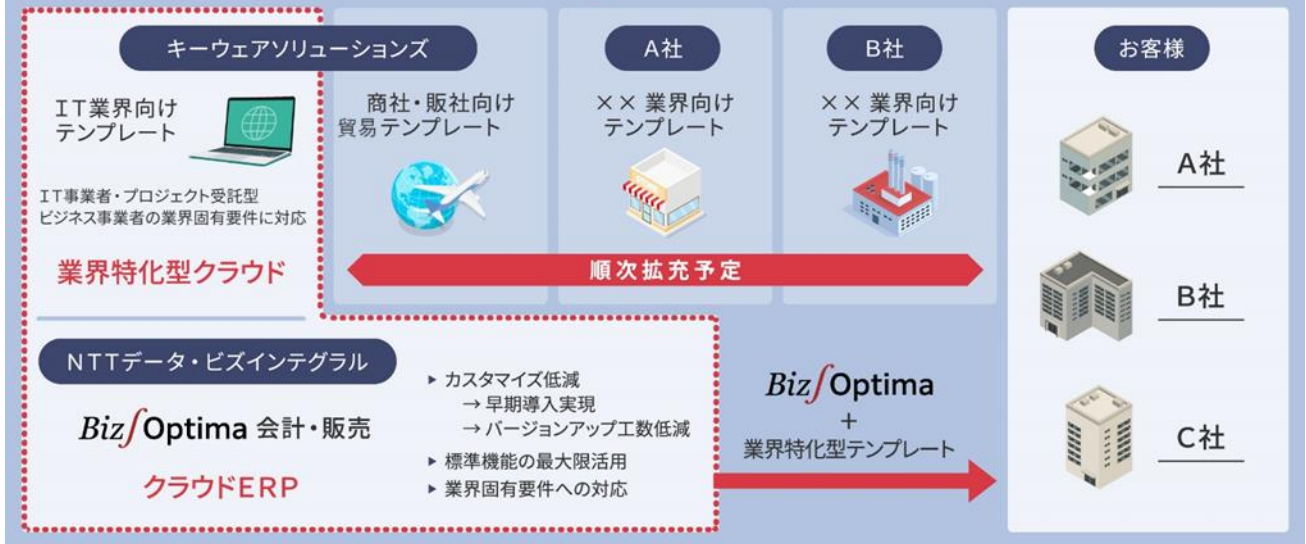 キーウェアソリューションズ
IT業界向け
テンプレート
IT事業者・プロジェクト受託型
ビジネス事業者の業界固有要件に対応
業界特化型クラウド
商社・販社向け
貿易テンプレート
A社
×× 業界向け
テンプレート
B社
×× 業界向け
テンプレート
順次拡充予定
NTTデータ・ビズインテグラル
Biz∫Optima 会計・販売
クラウドERP
▶ カスタマイズ低減
→ 早期導入実現
→ バージョンアップ工数低減
▶ 標準機能の最大限活用
▶ 業界固有要件への対応
Biz∫Optima
+
業界特化型テンプレート
お客様
A社
B社
C社